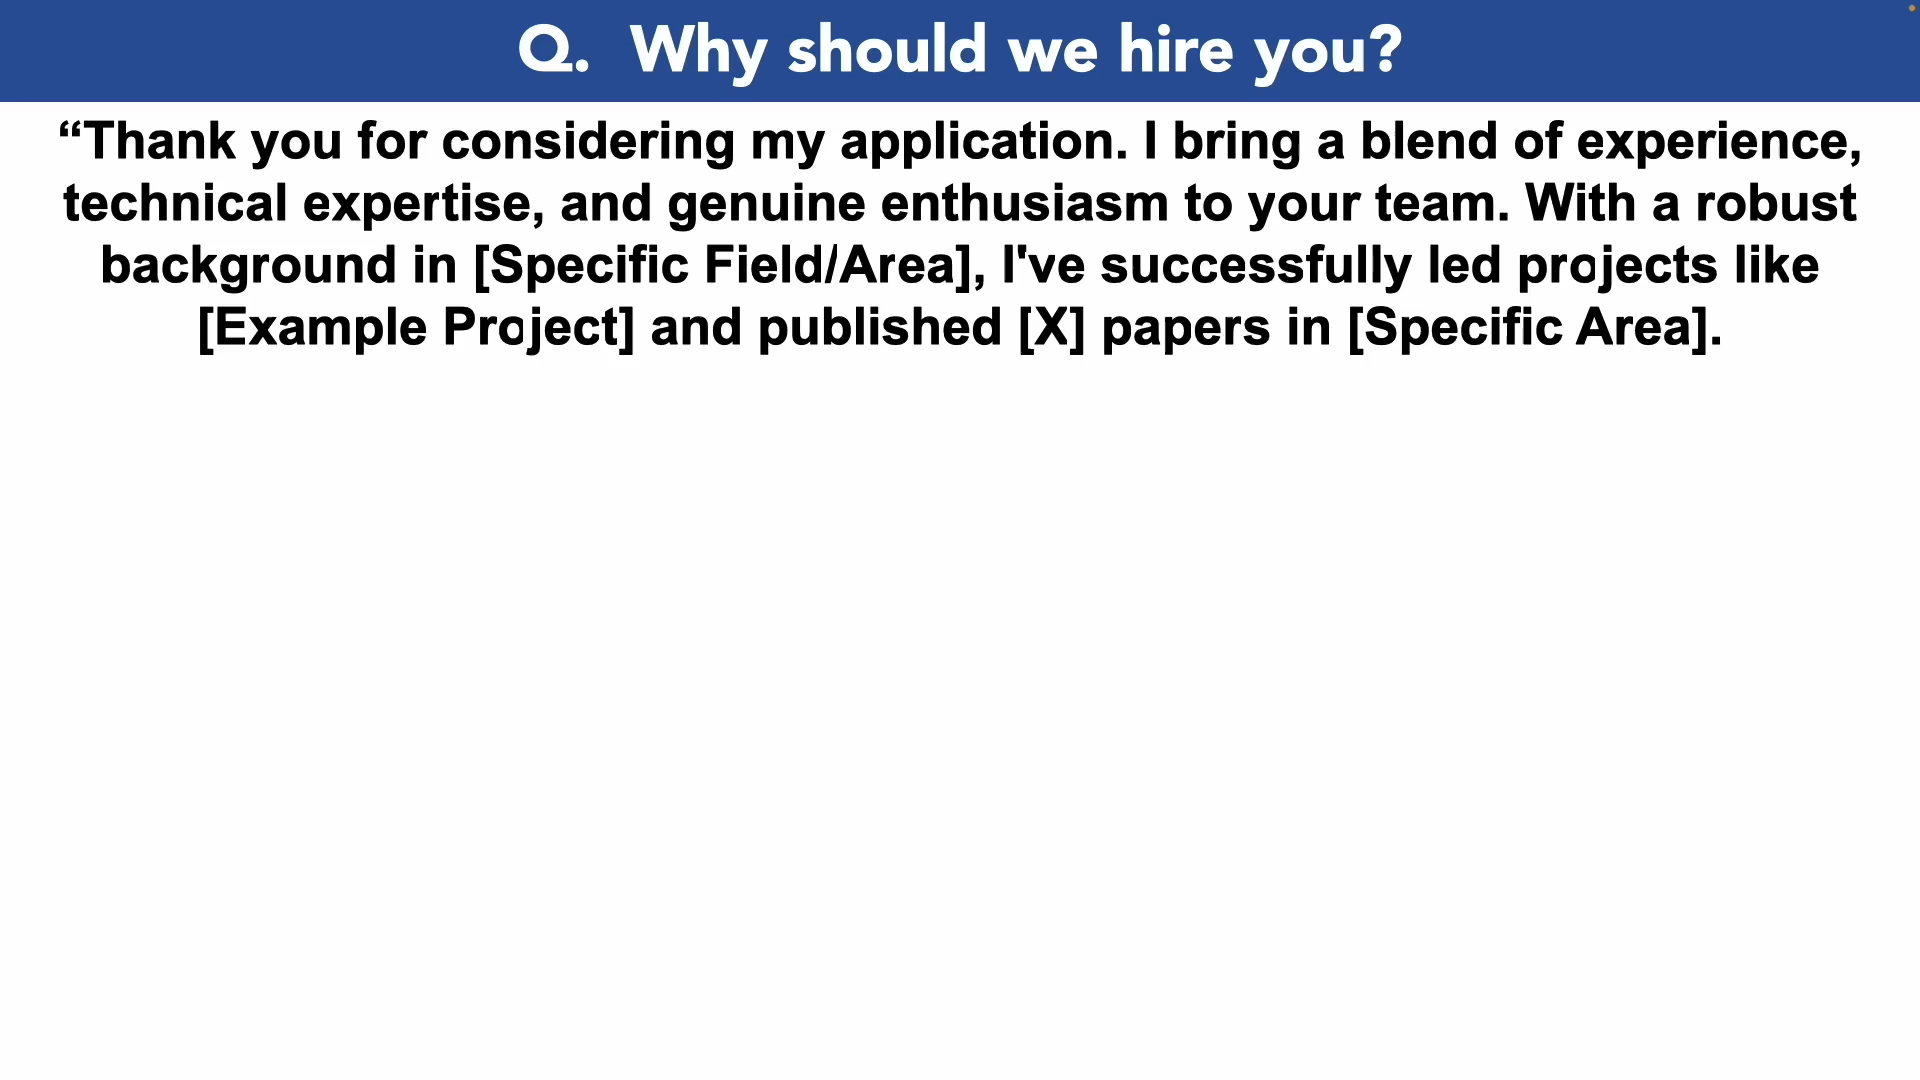 Q. Why should we hire you?
“Thank you for considering my application. I bring a blend of experience,
technical expertise, and genuine enthusiasm to your team. With a robust
background in [Specific Field/Area], I've successfully led projects like
[Example Project] and published [X] papers in [Specific Area].